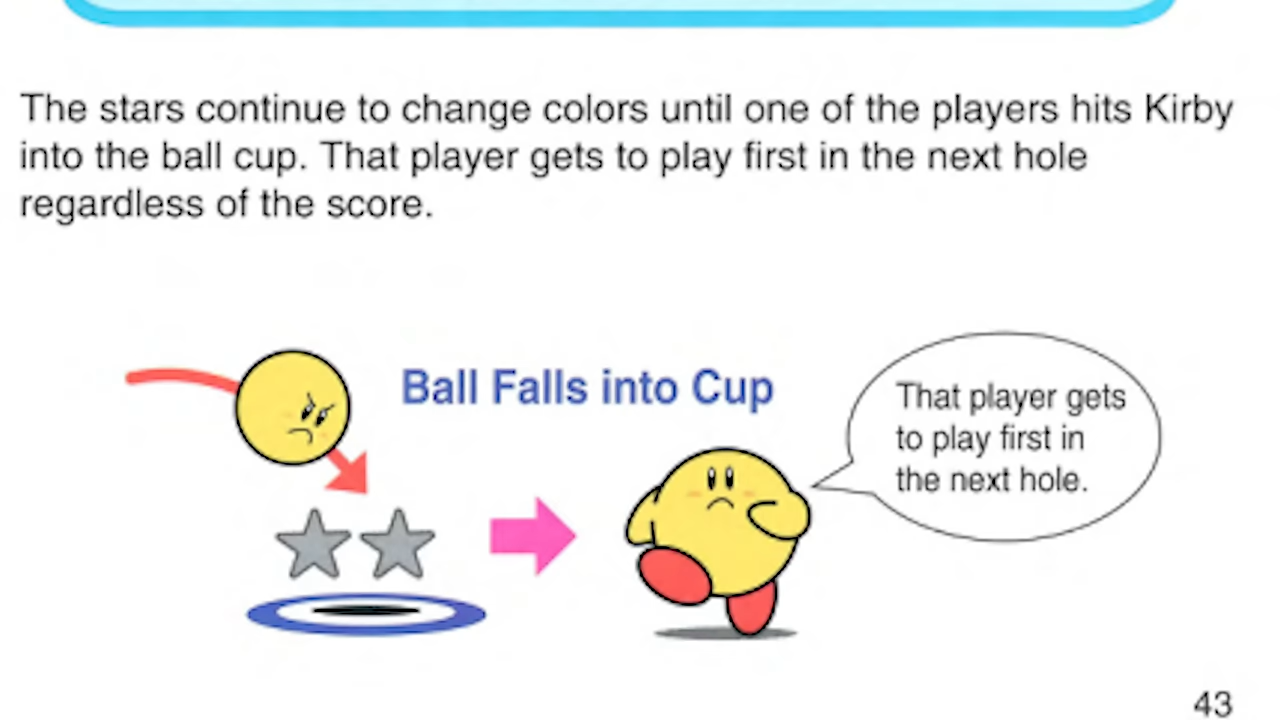 The stars continue to change colors until one of the players hits Kirby
into the ball cup. That player gets to play first in the next hole
regardless of the score.
Ball Falls into Cup
That player gets
to play first in
the next hole.
43